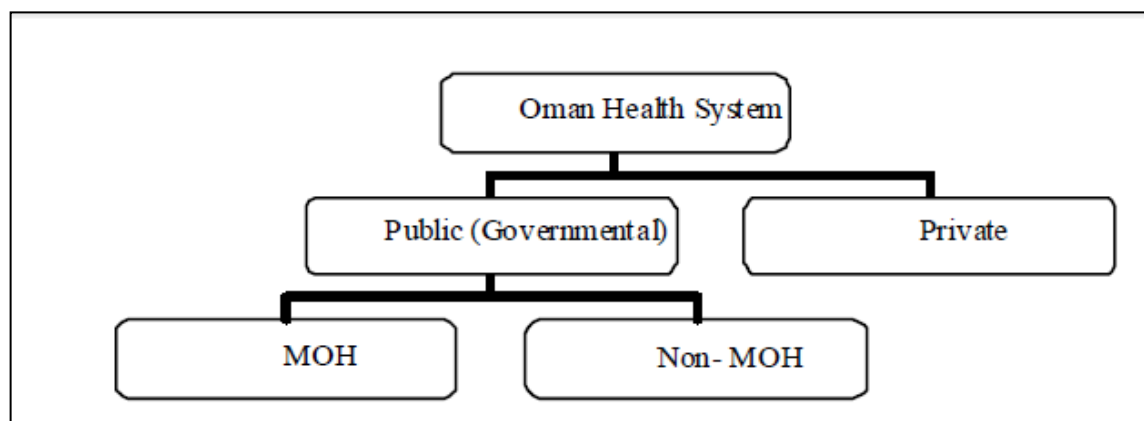 Oman Health System
Public (Governmental)
Private
MOH
Non- MOH